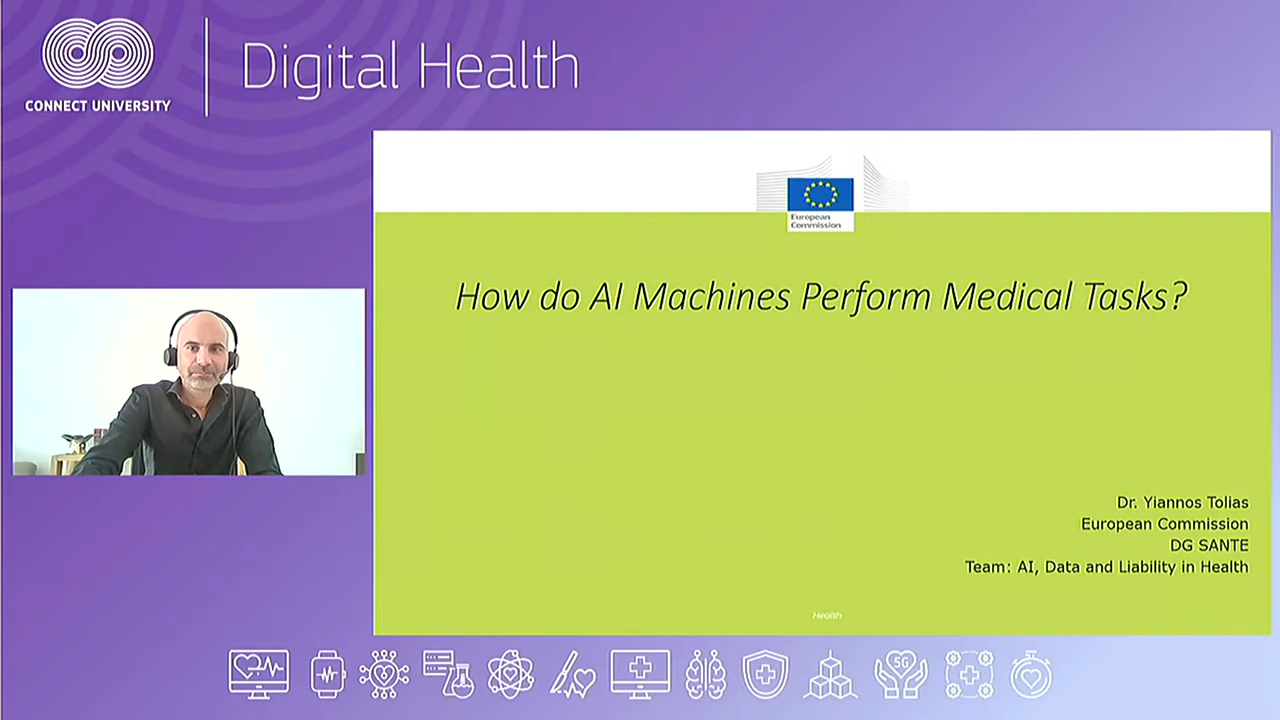 CONNECT UNIVERSITY
Digital Health
European
Commission
How do AI Machines Perform Medical Tasks?
Dr. Yiannos Tolias
European Commission
DG SANTE
Team: AI, Data and Liability in Health
Health
5G